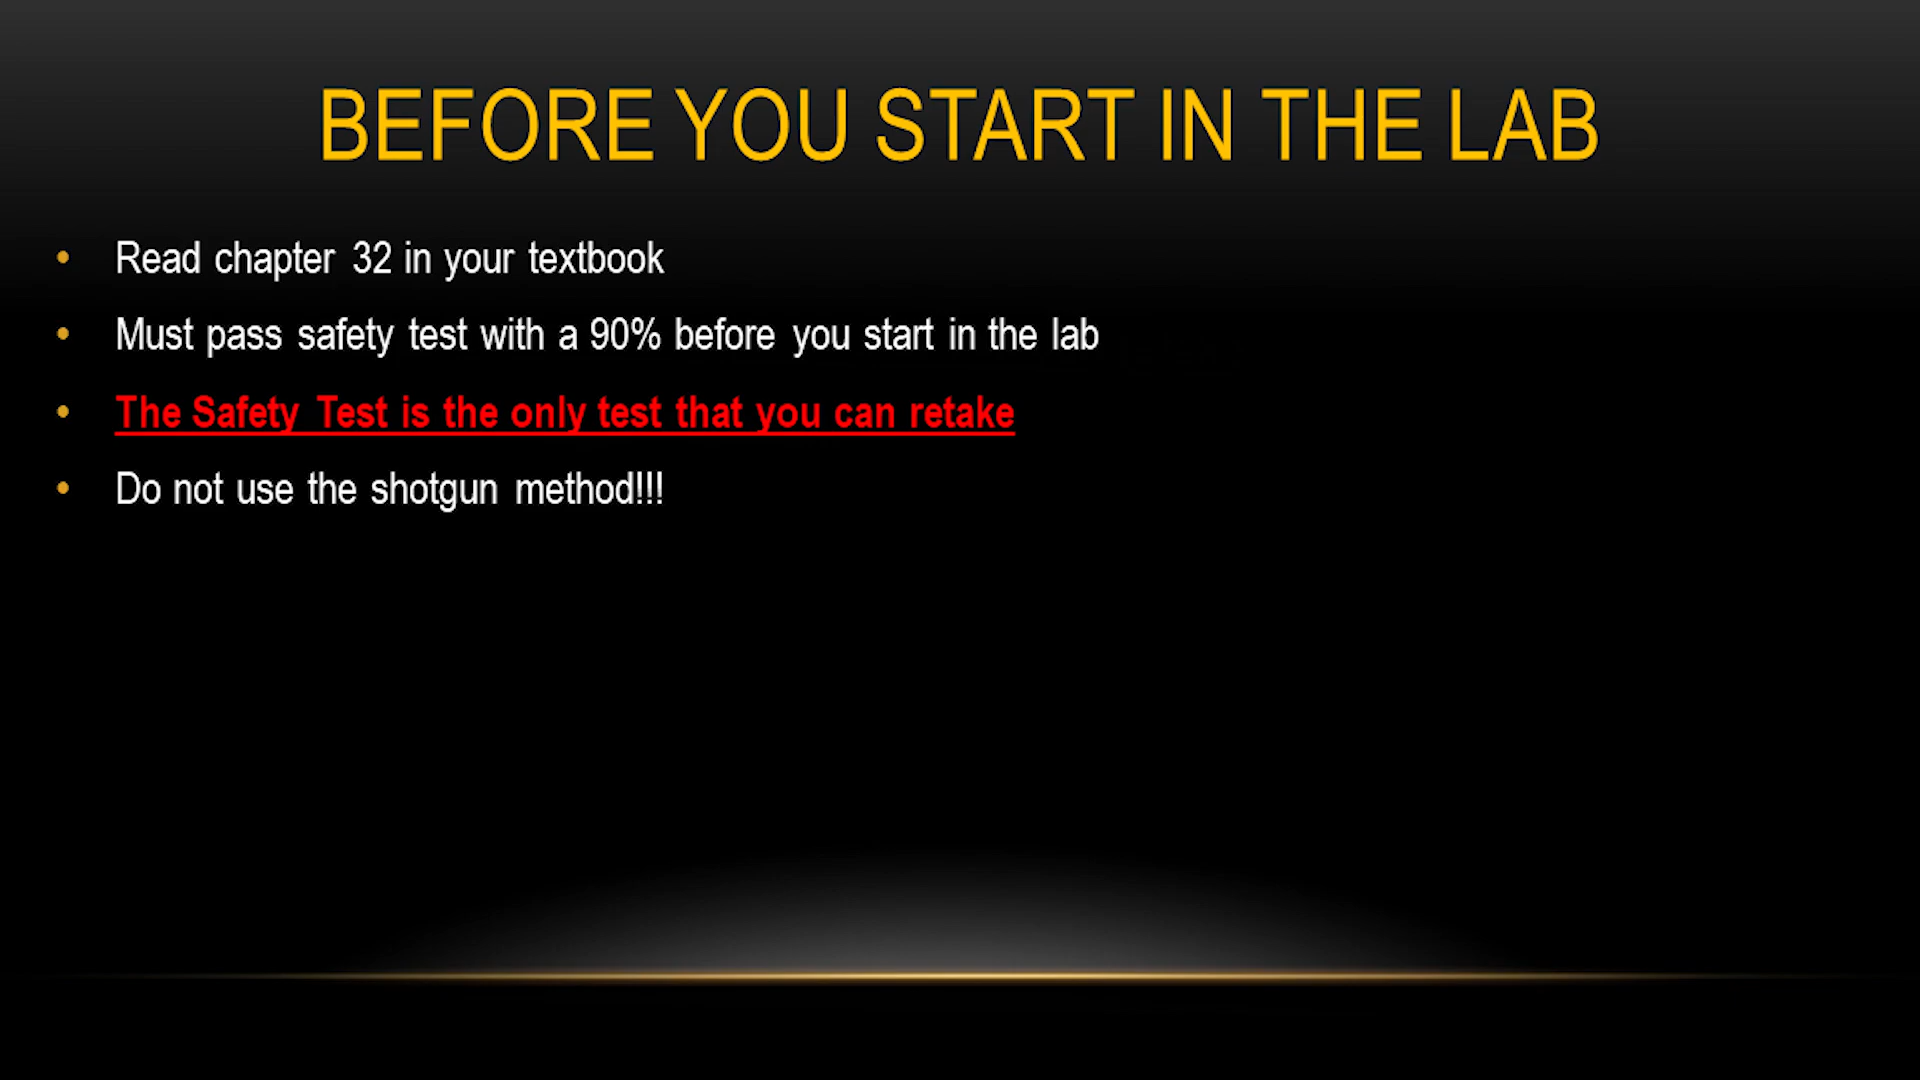 BEFORE YOU START IN THE LAB
• Read chapter 32 in your textbook
• Must pass safety test with a 90% before you start in the lab
• The Safety Test is the only test that you can retake
• Do not use the shotgun method!!!